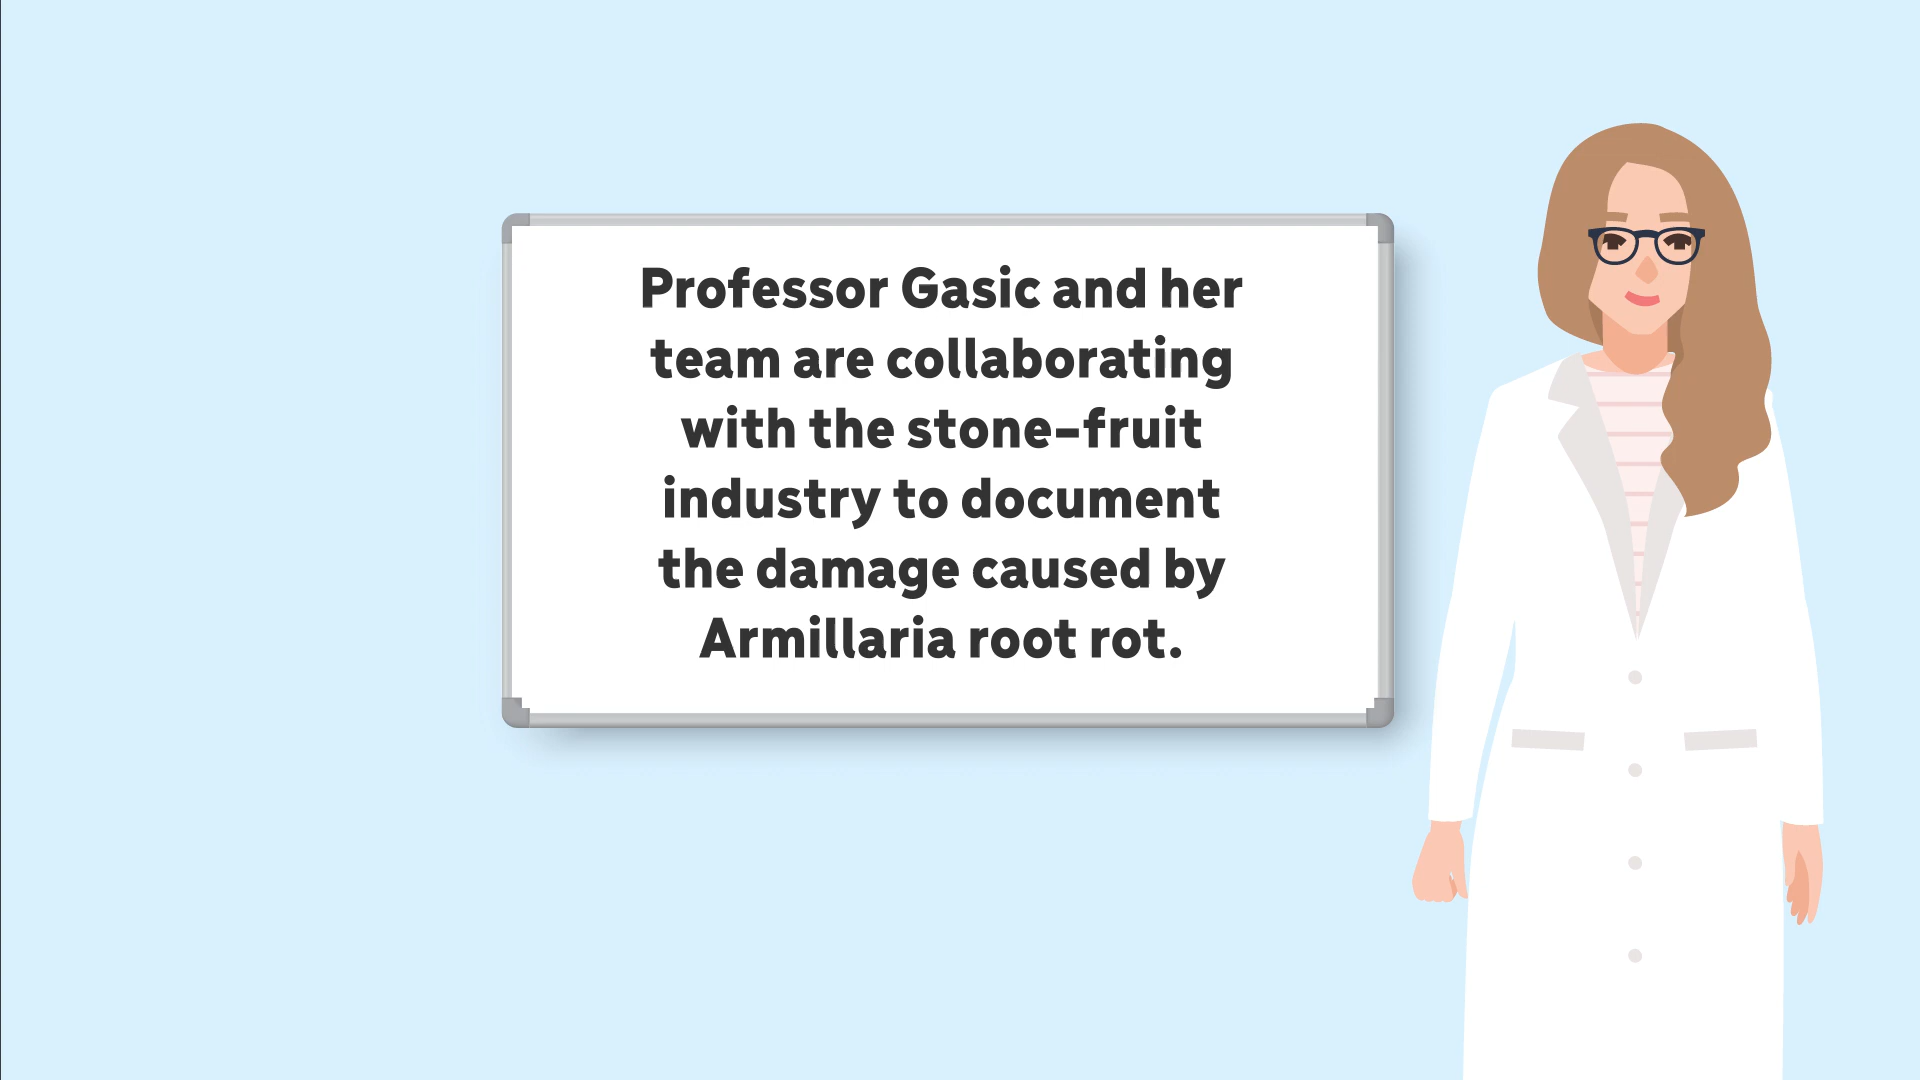 Professor Gasic and her
team are collaborating
with the stone-fruit
industry to document
the damage caused by
Armillaria root rot.